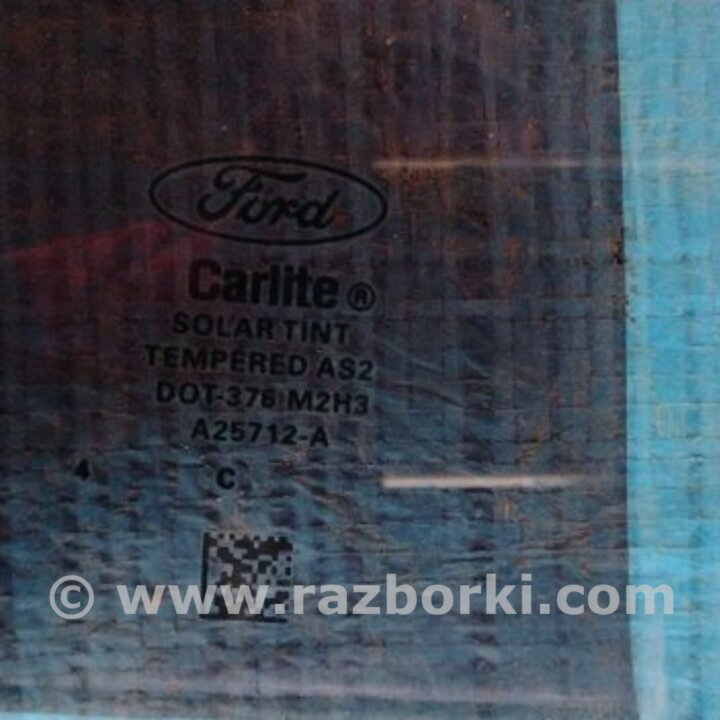 Ford
Carlite®
SOLAR TINT
TEMPERED AS2
DOT-376 M2H3
A25712-A
4 C
© www.razborki.com